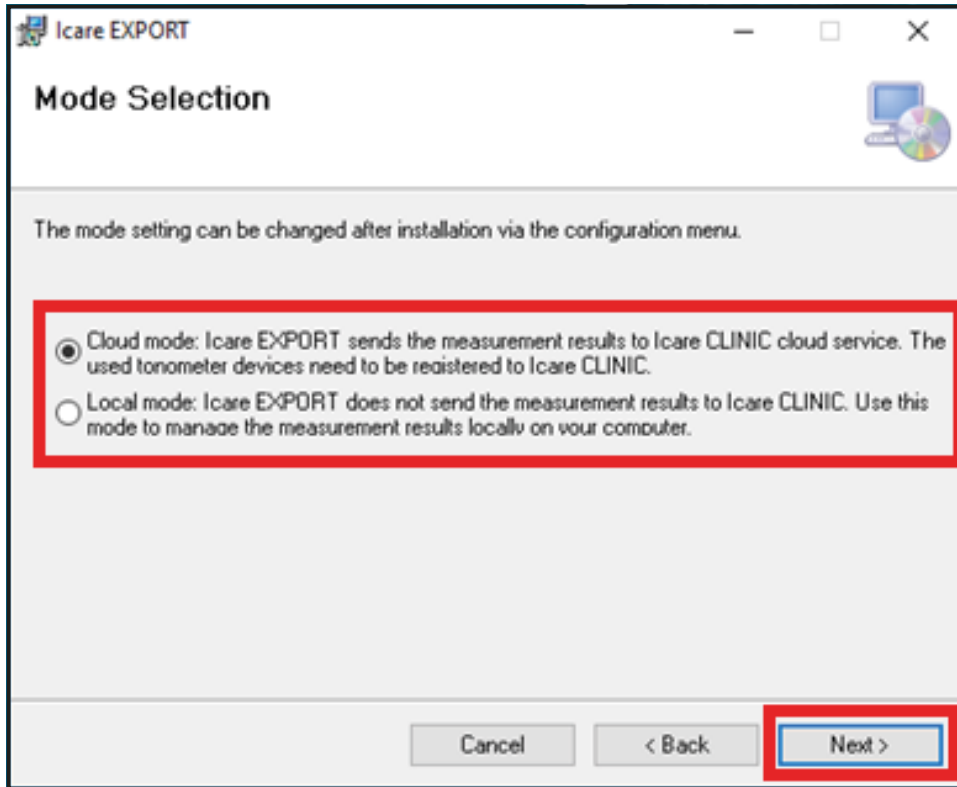 Icare EXPORT
Mode Selection
The mode setting can be changed after installation via the configuration menu.
Cloud mode: Icare EXPORT sends the measurement results to Icare CLINIC cloud service. The
used tonometer devices need to be registered to Icare CLINIC.
Local mode: Icare EXPORT does not send the measurement results to Icare CLINIC. Use this
mode to manage the measurement results locally on your computer.
Cancel
< Back
Next >